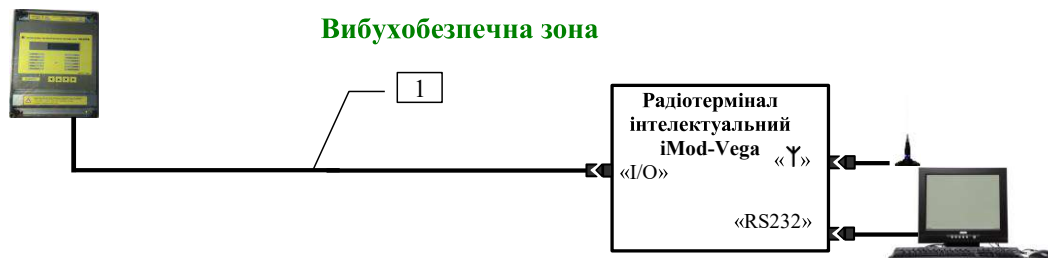 Вибухобезпечна зона
1
Радіотермінал
інтелектуальний
iMod-Vega
«I/O»
«RS232»